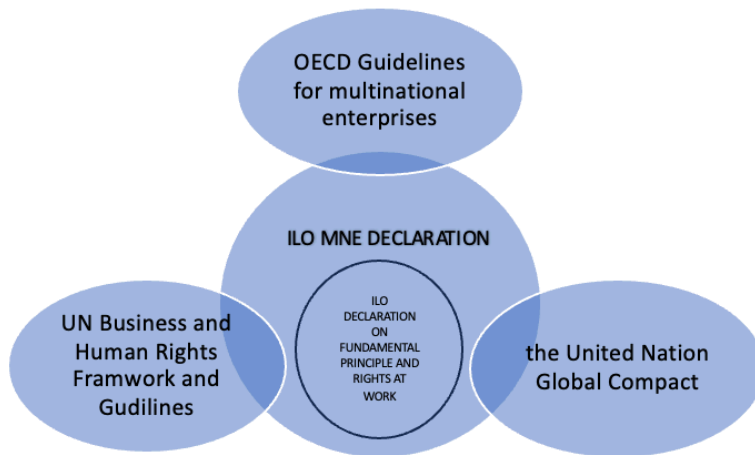 OECD Guidelines
for multinational
enterprises
ILO MNE DECLARATION
ILO
DECLARATION
ON
FUNDAMENTAL
PRINCIPLE AND
RIGHTS AT
WORK
UN Business and
Human Rights
Framwork and
Gudilines
the United Nation
Global Compact